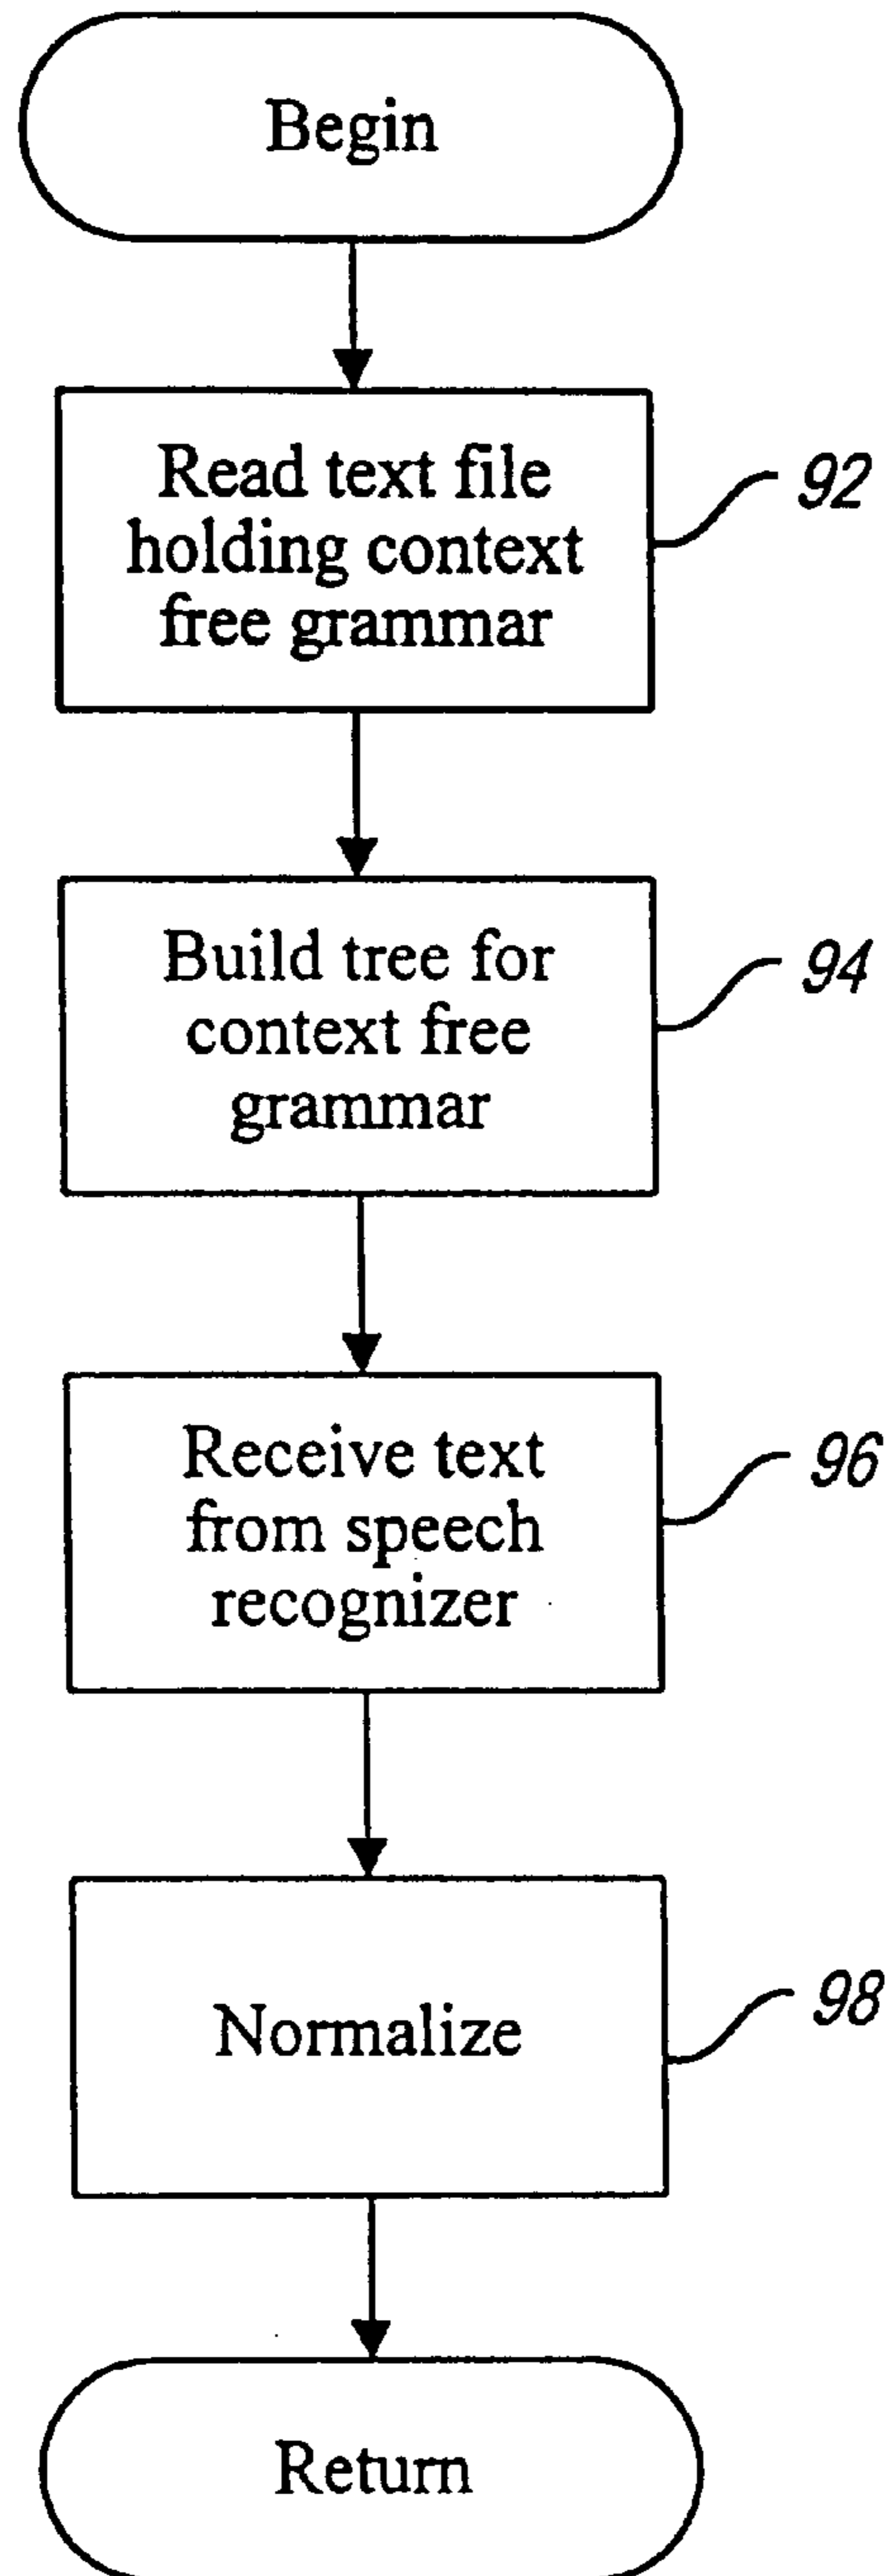 Begin
Read text file
holding context
free grammar
92
Build tree for
context free
grammar
94
Receive text
from speech
recognizer
96
Normalize
98
Return